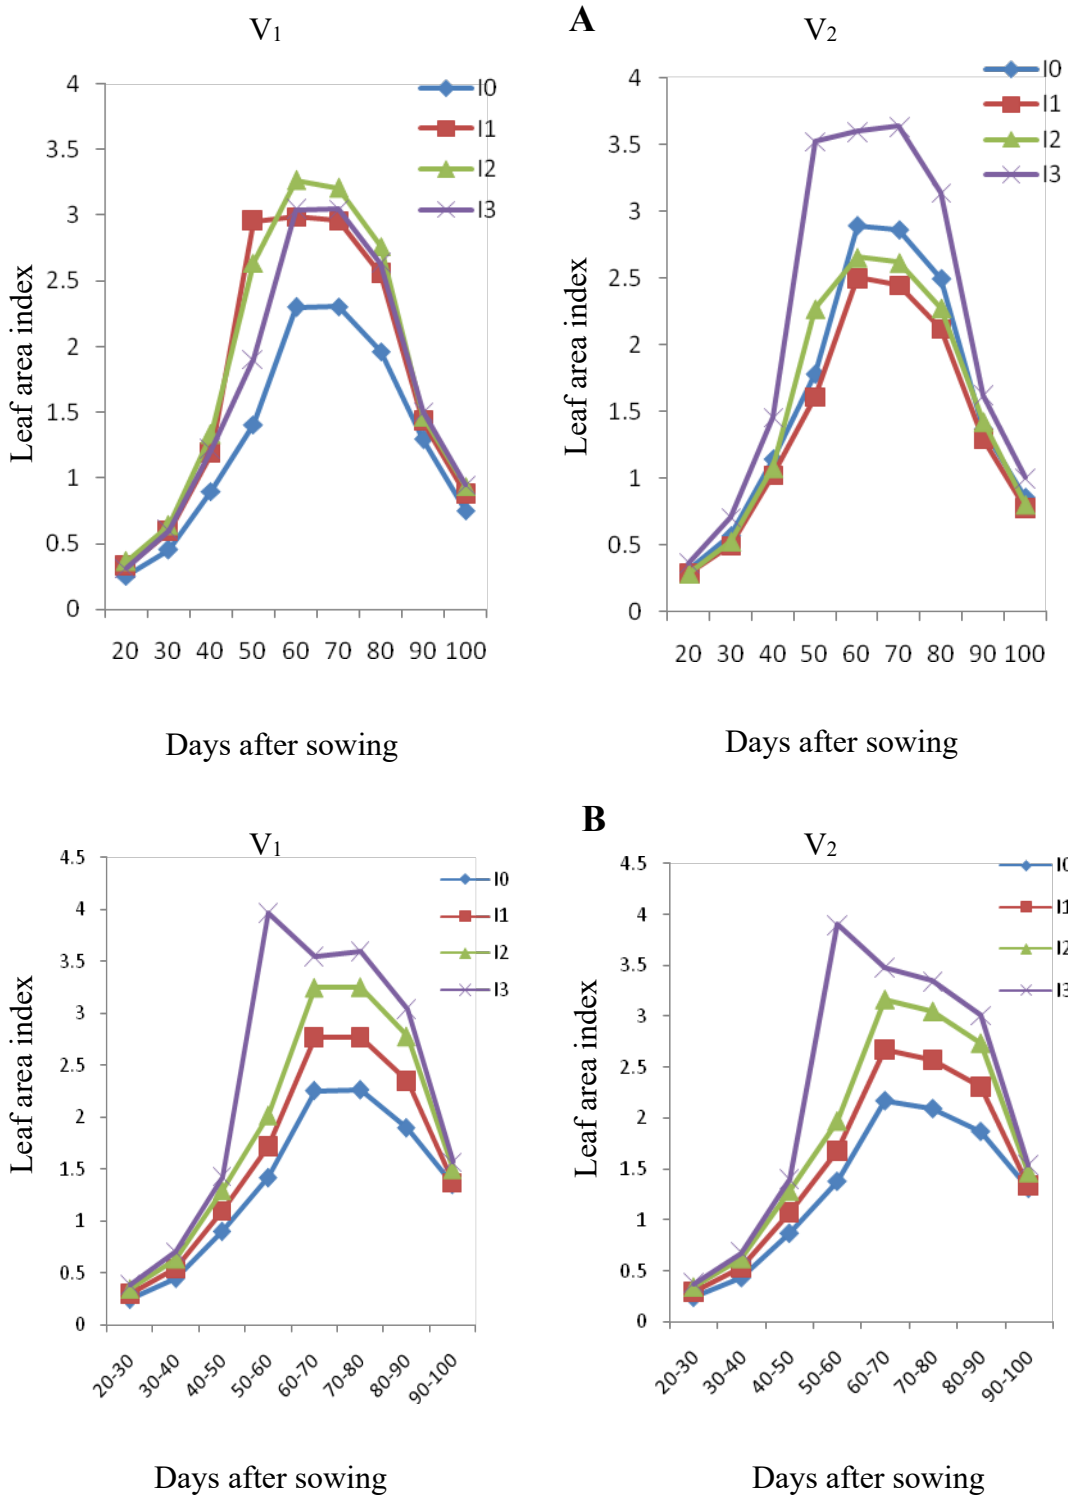 V1
A
V2
4
3.5
3
2.5
2
1.5
1
0.5
0
I0
I1
I2
I3
Leaf area index
20 30 40 50 60 70 80 90 100
Days after sowing
4
3.5
3
2.5
2
1.5
1
0.5
0
I0
I1
I2
I3
Leaf area index
20 30 40 50 60 70 80 90 100
Days after sowing
B
V1
V2
4.5
4
3.5
3
2.5
2
1.5
1
0.5
0
I0
I1
I2
I3
Leaf area index
20-30 30-40 40-50 50-60 60-70 70-80 80-90 90-100
Days after sowing
4.5
4
3.5
3
2.5
2
1.5
1
0.5
0
I0
I1
I2
I3
Leaf area index
20-30 30-40 40-50 50-60 60-70 70-80 80-90 90-100
Days after sowing